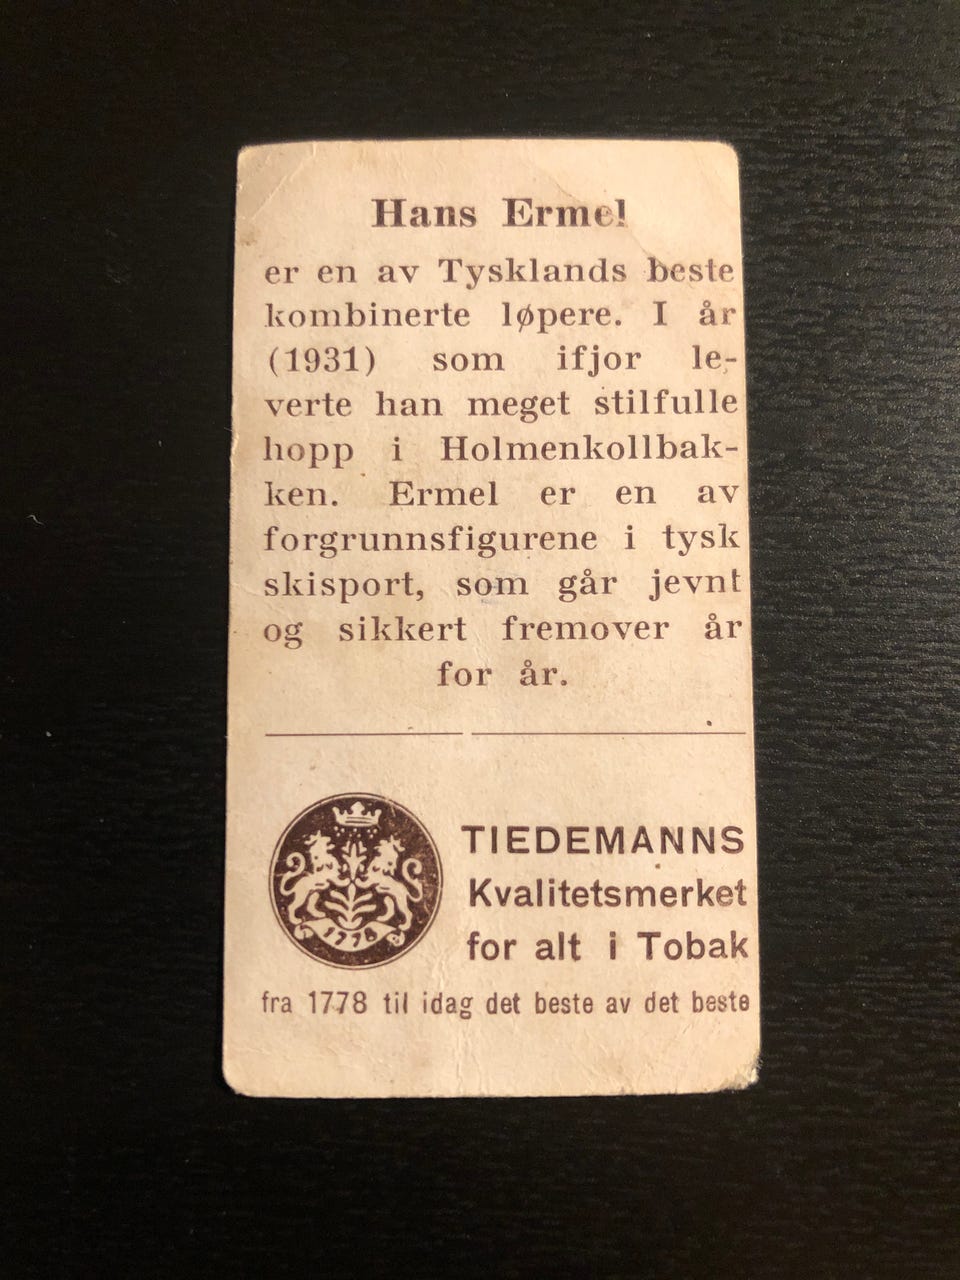 Hans Ermel
er en av Tysklands beste
kombinerte løpere. I år
(1931) som ifjor le-
verte han meget stilfulle
hopp i Holmenkollbak-
ken. Ermel er en av
forgrunnsfigurene i tysk
skisport, som går jevnt
og sikkert fremover år
for år.
1778
TIEDEMANNS
Kvalitetsmerket
for alt i Tobak
fra 1778 til idag det beste av det beste